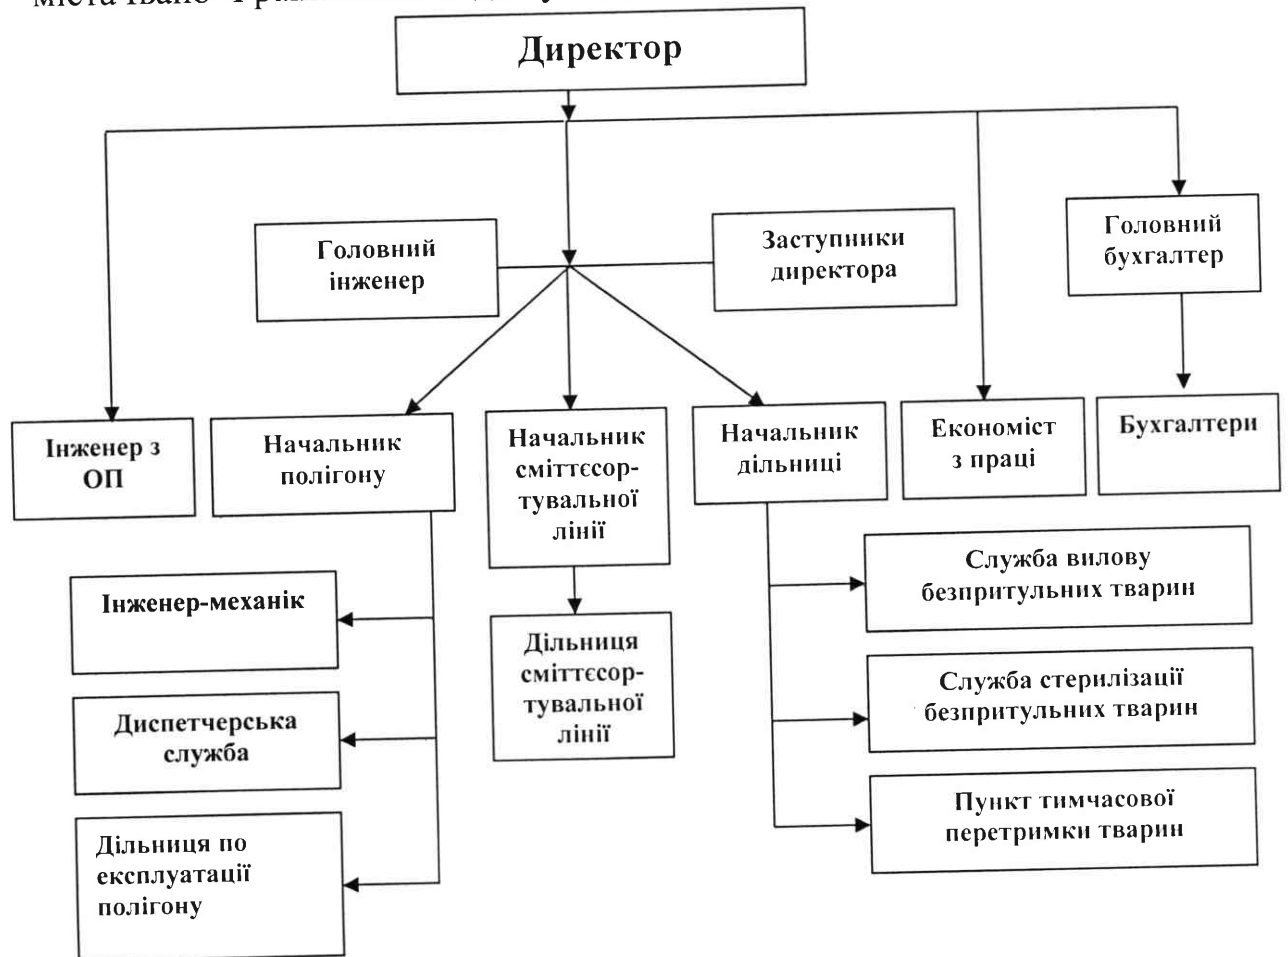 міста Івано
Директор
Головний
інженер
Заступники
директора
Головний
бухгалтер
Інженер з
ОП
Начальник
полігону
Начальник
сміттєсор-
тувальної
лінії
Начальник
дільниці
Економіст
з праці
Бухгалтери
Інженер-механік
Диспетчерська
служба
Дільниця по
експлуатації
полігону
Дільниця
сміттєсор-
тувальної
лінії
Служба вилову
безпритульних тварин
Служба стерилізації
безпритульних тварин
Пункт тимчасової
перетримки тварин